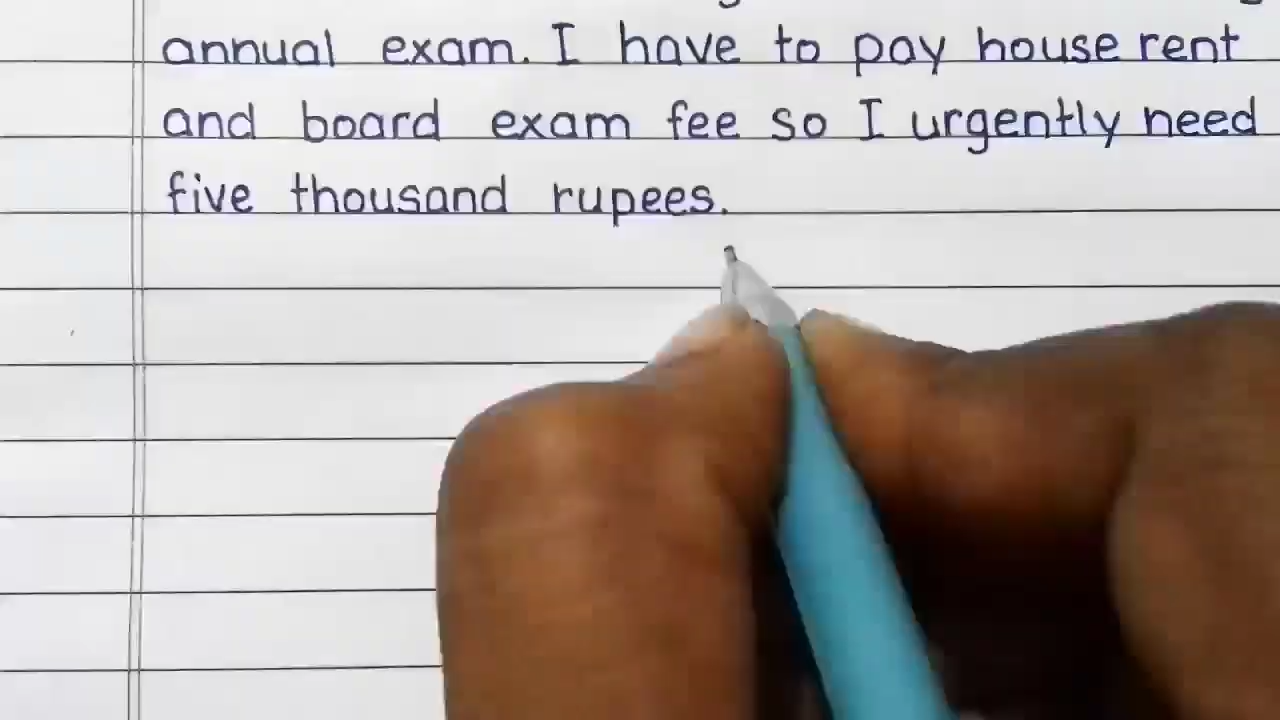 annual exam. I have to pay house rent
and board exam fee so I urgently need
five thousand rupees.